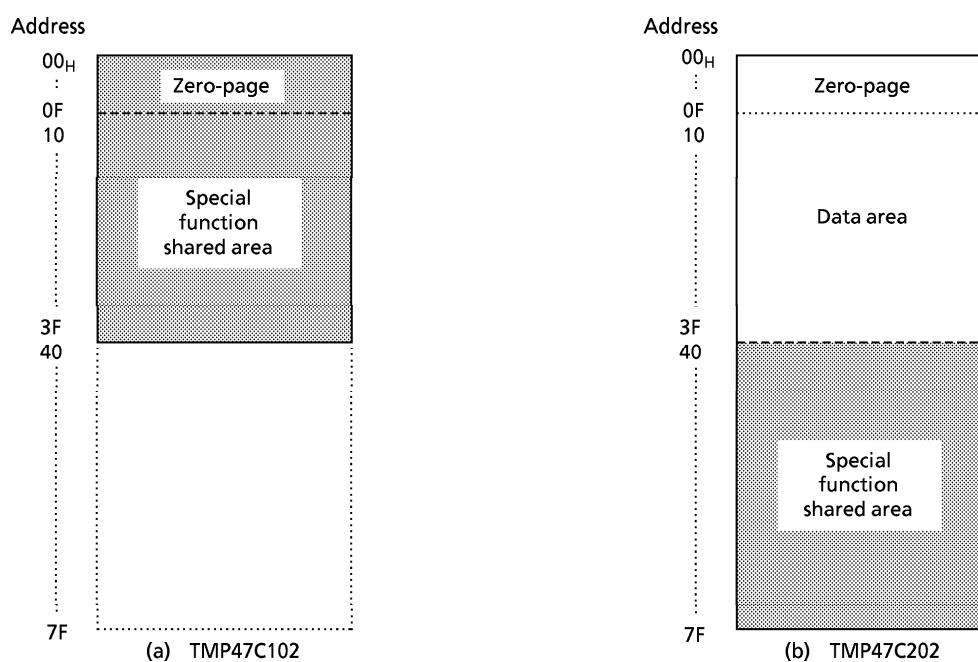 Address
00H
0F
10
3F
40
7F
Zero-page
Special
function
shared area
(a) TMP47C102
Address
00H
0F
10
3F
40
7F
Zero-page
Data area
Special
function
shared area
(b) TMP47C202